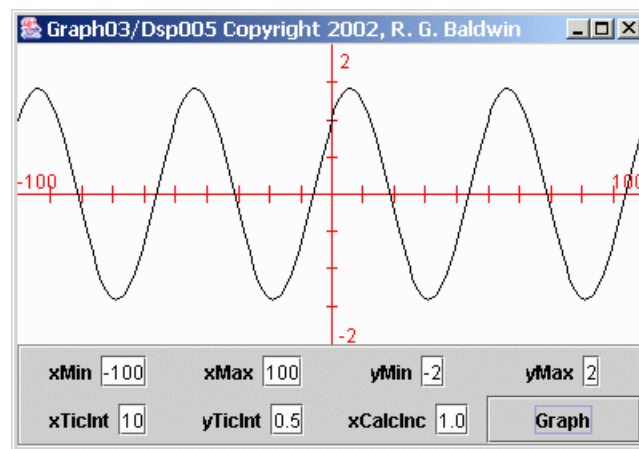 Graph03/Dsp005 Copyright 2002, R. G. Baldwin
2
-100 100
-2
xMin -100 xMax 100 yMin -2 yMax 2
xTicInt 10 yTicInt 0.5 xCalcInc 1.0 Graph